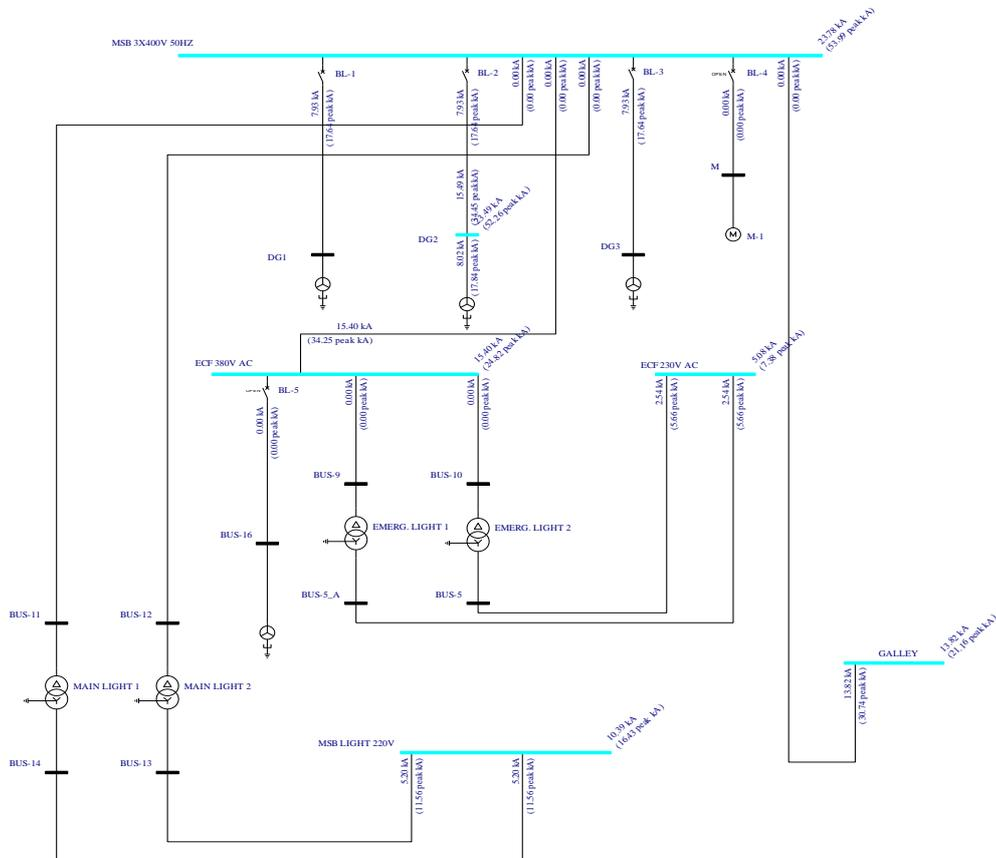 23.78 kA
(53.99 peak kA)
MSB 3X400V 50HZ
BL-1
BL-2
BL-3
OPEN
BL-4
7.93 kA
(17.64 peak kA)
7.93 kA
(17.64 peak kA)
0.00 kA
(0.00 peak kA)
0.00 kA
(0.00 peak kA)
0.00 kA
(0.00 peak kA)
7.93 kA
(17.64 peak kA)
0.00 kA
(0.00 peak kA)
0.00 kA
(0.00 peak kA)
M
15.49 kA
(34.45 peak kA)
23.49 kA
(52.26 peak kA)
DG2
M
M-1
DG1
8.02 kA
(17.84 peak kA)
DG3
15.40 kA
(34.25 peak kA)
15.40 kA
(24.82 peak kA)
5.08 kA
(7.38 peak kA)
ECF 380V AC
ECF 230V AC
OPEN
BL-5
0.00 kA
(0.00 peak kA)
0.00 kA
(0.00 peak kA)
0.00 kA
(0.00 peak kA)
2.54 kA
(5.66 peak kA)
2.54 kA
(5.66 peak kA)
BUS-9
BUS-10
EMERG. LIGHT 1
EMERG. LIGHT 2
BUS-16
BUS-5_A
BUS-5
BUS-11
BUS-12
13.82 kA
(21.16 peak kA)
GALLEY
13.82 kA
(30.74 peak kA)
MAIN LIGHT 1
MAIN LIGHT 2
10.39 kA
(16.43 peak kA)
MSB LIGHT 220V
BUS-14
BUS-13
5.20 kA
(11.56 peak kA)
5.20 kA
(11.56 peak kA)